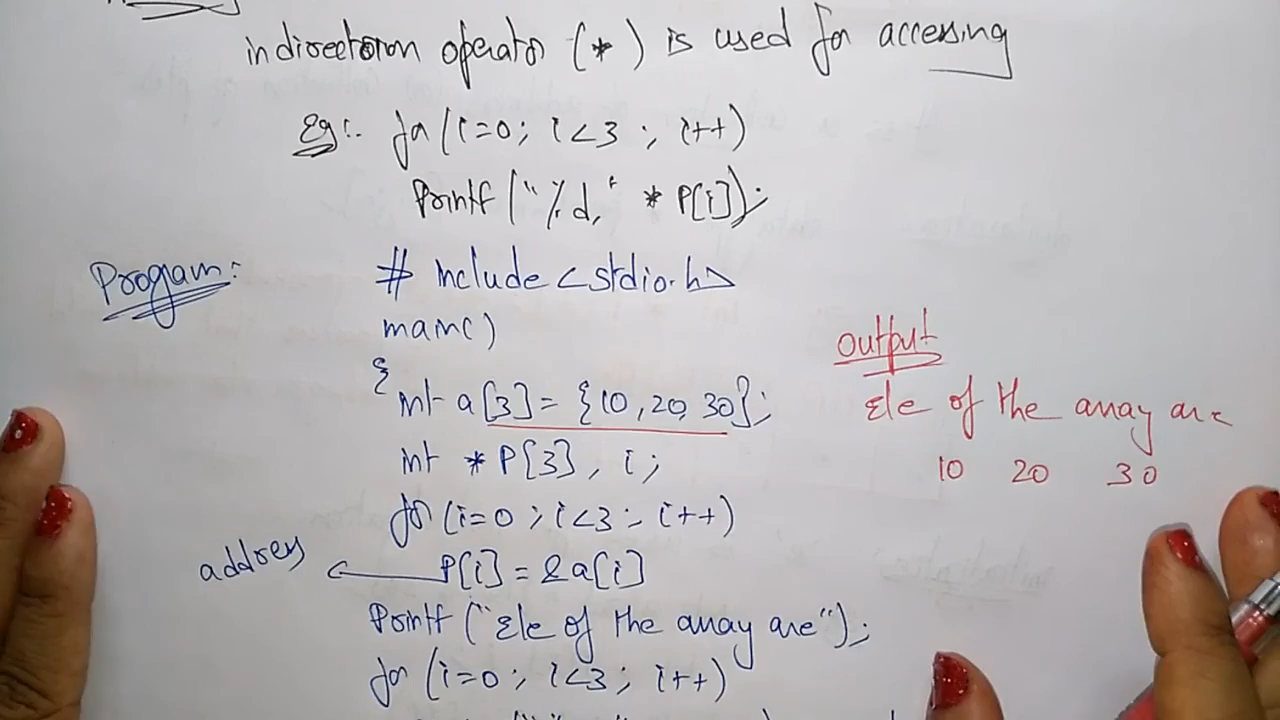 indirectoron operator (*) is used for accessing
Eg:- for (i=0; i<3; i++)
Printf ("%d," *P[i]);
Program:
# include <stdio.h>
main()
{
int a[3] = {10, 20, 30};
int *P[3], i;
for (i=0; i<3; i++)
address
P[i] = &a[i]
Printf ("Ele of the array are");
for (i=0; i<3; i++)
output
Ele of the array are
10 20 30